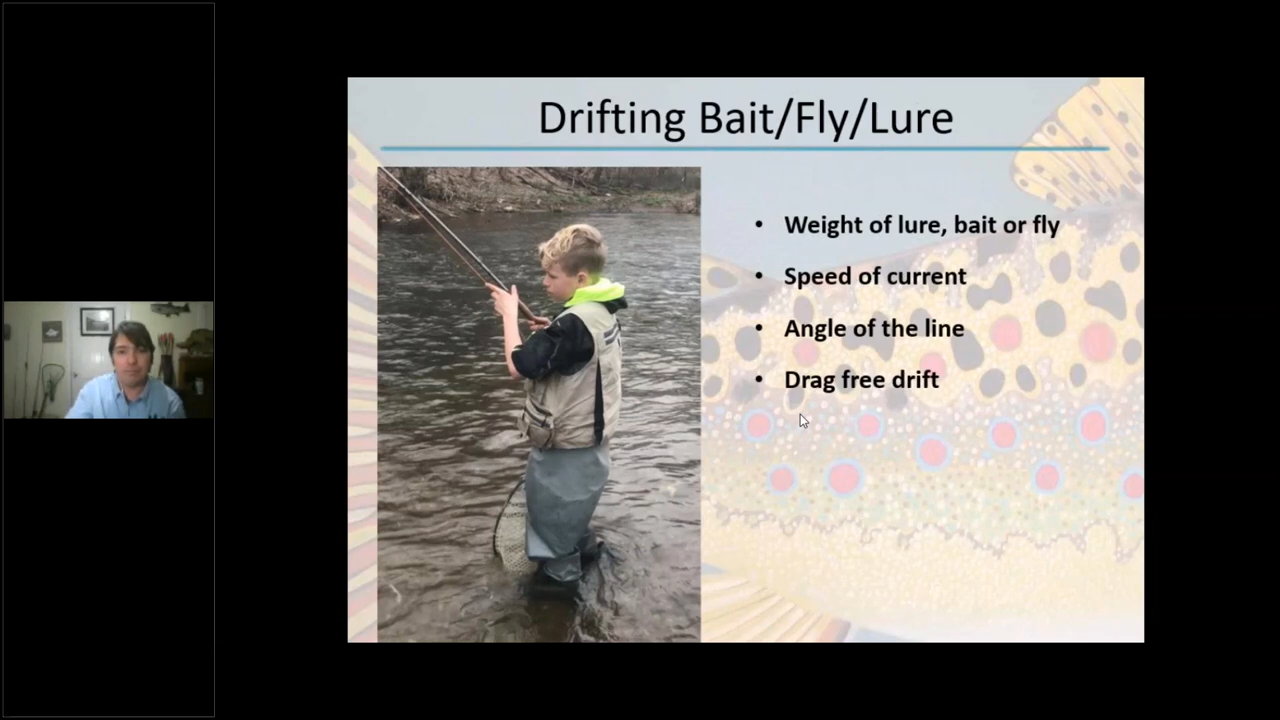 Drifting Bait/Fly/Lure
• Weight of lure, bait or fly
• Speed of current
• Angle of the line
• Drag free drift